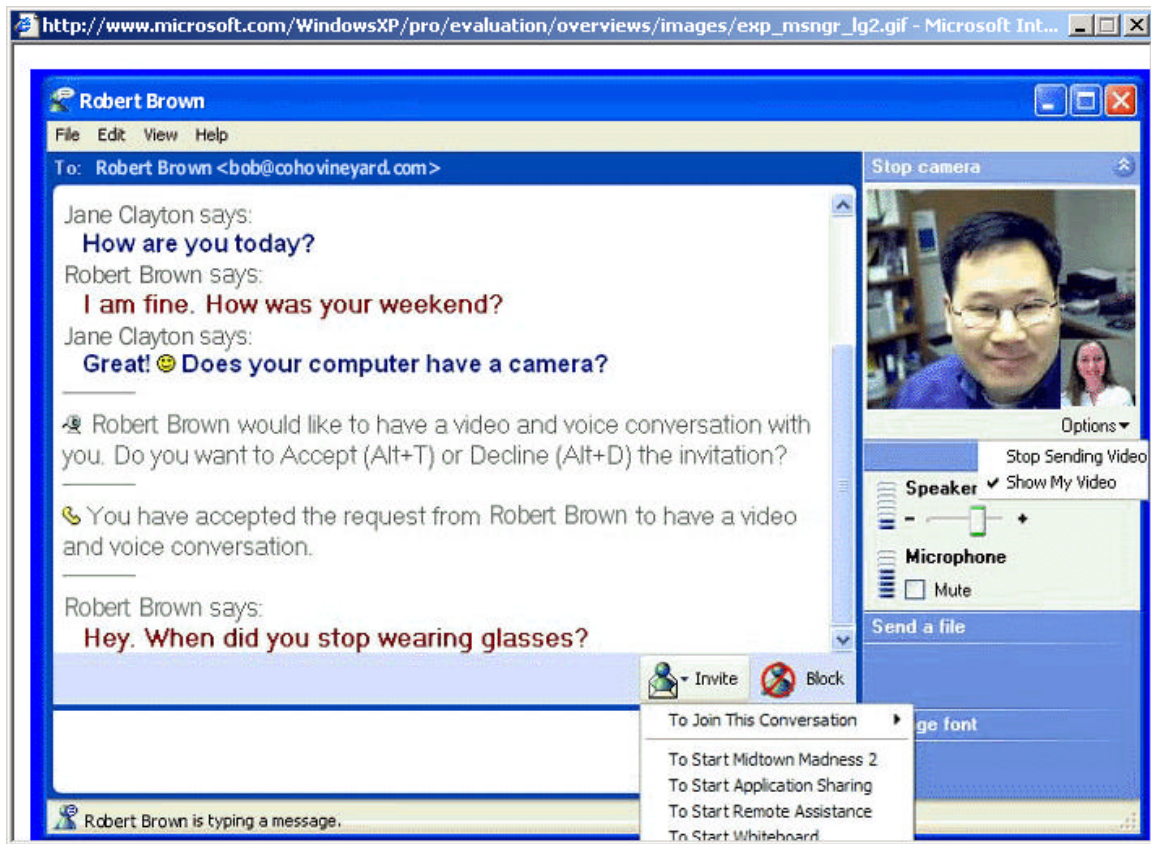 http://www.microsoft.com/WindowsXP/pro/evaluation/overviews/images/exp_msngr_lg2.gif - Microsoft Int...
Robert Brown
File Edit View Help
To: Robert Brown <bob@cohovineyard.com>
Jane Clayton says:
How are you today?
Robert Brown says:
I am fine. How was your weekend?
Jane Clayton says:
Great! Does your computer have a camera?
Robert Brown would like to have a video and voice conversation with
you. Do you want to Accept (Alt+T) or Decline (Alt+D) the invitation?
You have accepted the request from Robert Brown to have a video
and voice conversation.
Robert Brown says:
Hey. When did you stop wearing glasses?
Invite Block
To Join This Conversation
To Start Midtown Madness 2
To Start Application Sharing
To Start Remote Assistance
To Start Whiteboard
Robert Brown is typing a message.
Stop camera
Options
Stop Sending Video
Show My Video
Speaker
- +
Microphone
Mute
Send a file
ge font